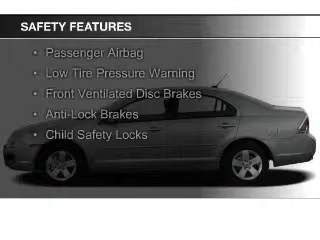 SAFETY FEATURES
• Passenger Airbag
• Low Tire Pressure Warning
• Front Ventilated Disc Brakes
• Anti-Lock Brakes
• Child Safety Locks